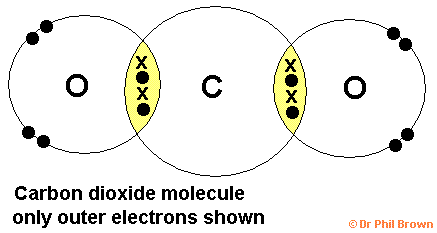 O C O
x x
x x
Carbon dioxide molecule
only outer electrons shown
© Dr Phil Brown